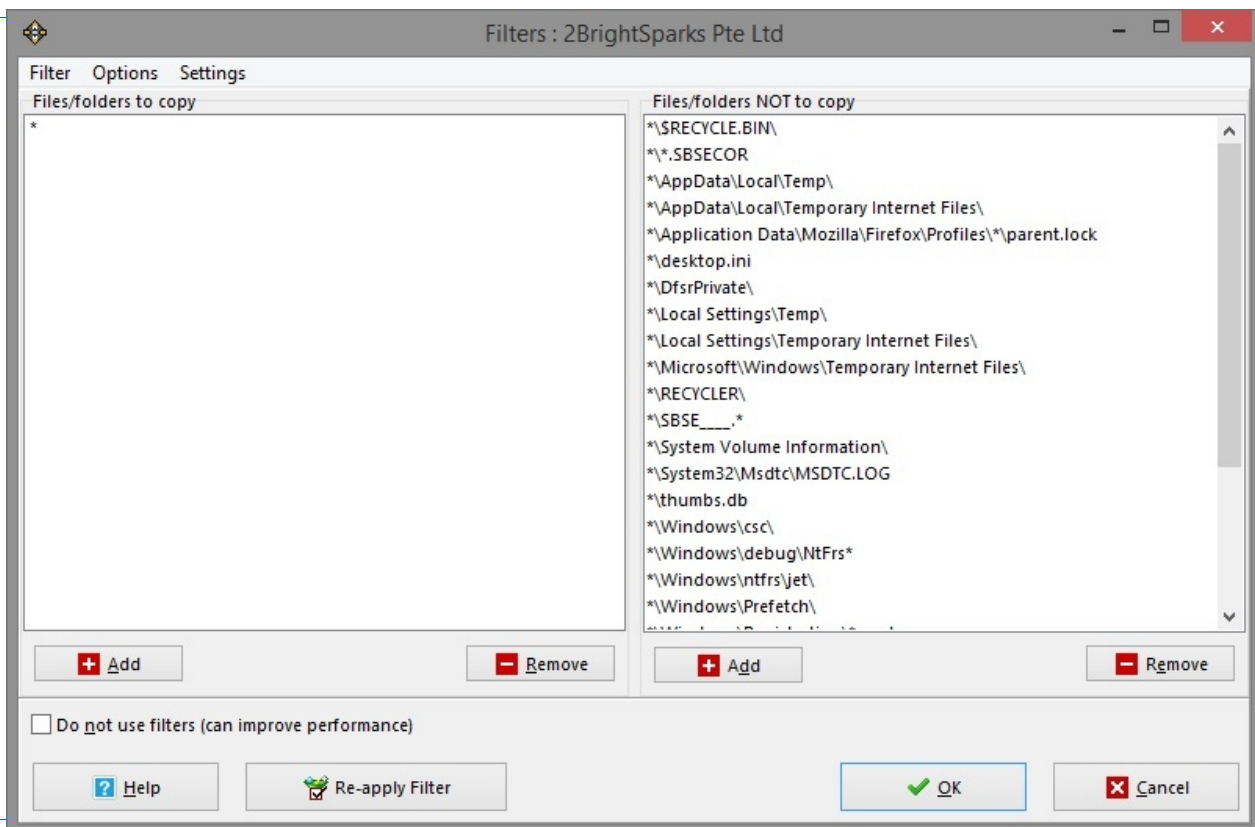 Filters : 2BrightSparks Pte Ltd
Filter Options Settings
Files/folders to copy
*
Files/folders NOT to copy
*\$RECYCLE.BIN\
*\*.SBSECOR
*\AppData\Local\Temp\
*\AppData\Local\Temporary Internet Files\
*\Application Data\Mozilla\Firefox\Profiles\*\parent.lock
*\desktop.ini
*\DfsrPrivate\
*\Local Settings\Temp\
*\Local Settings\Temporary Internet Files\
*\Microsoft\Windows\Temporary Internet Files\
*\RECYCLER\
*\SBSE____.*
*\System Volume Information\
*\System32\Msdtc\MSDTC.LOG
*\thumbs.db
*\Windows\csc\
*\Windows\debug\NtFrs*
*\Windows\ntfrs\jet\
*\Windows\Prefetch\
Add Remove Add Remove
Do not use filters (can improve performance)
Help Re-apply Filter OK Cancel